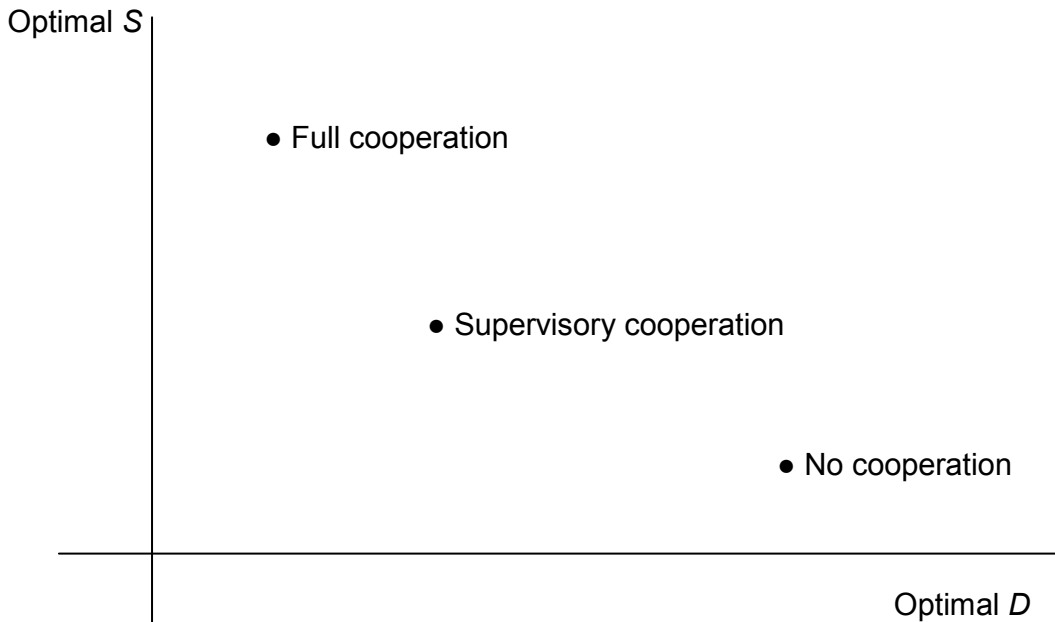 Optimal S
● Full cooperation
● Supervisory cooperation
● No cooperation
Optimal D